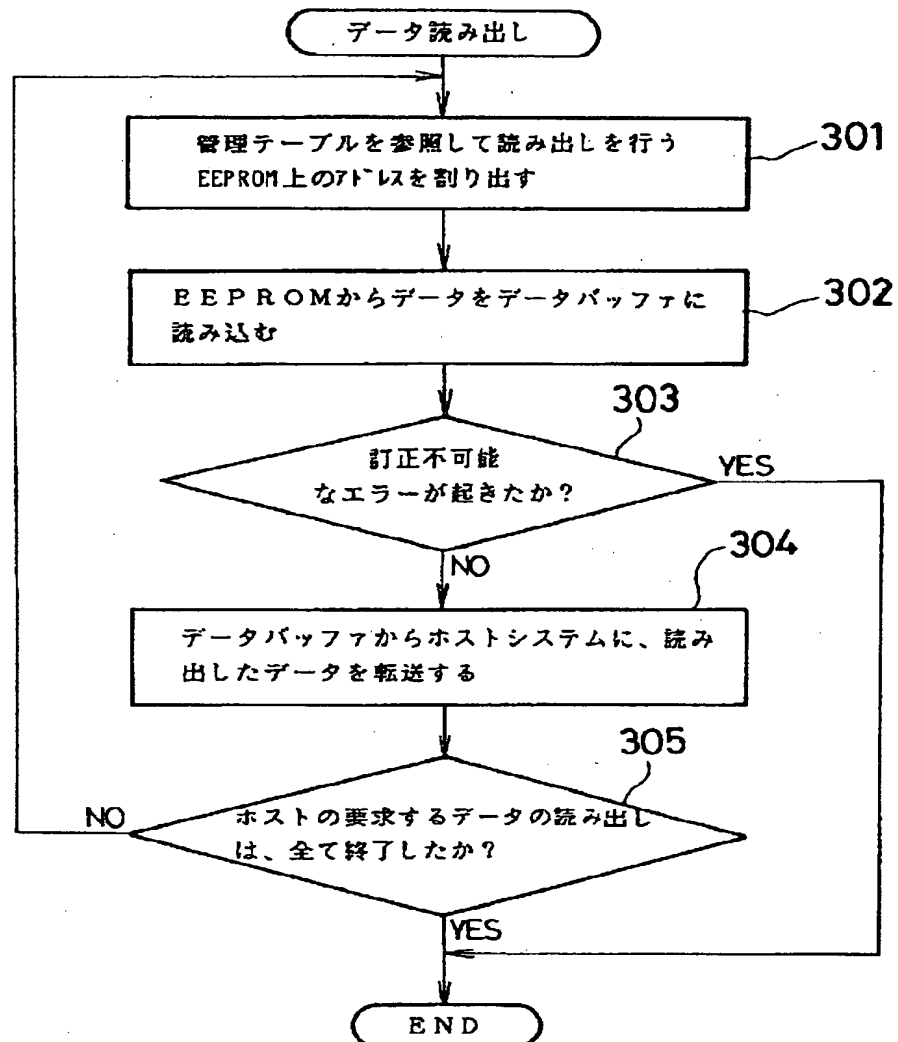 データ読み出し
管理テーブルを参照して読み出しを行う
EEPROM上のｱﾄﾞﾚスを割り出す
301
EEPROMからデータをデータバッファに
読み込む
302
303
訂正不可能
なエラーが起きたか?
YES
NO
304
データバッファからホストシステムに、読み
出したデータを転送する
305
NO
ホストの要求するデータの読み出し
は、全て終了したか?
YES
END